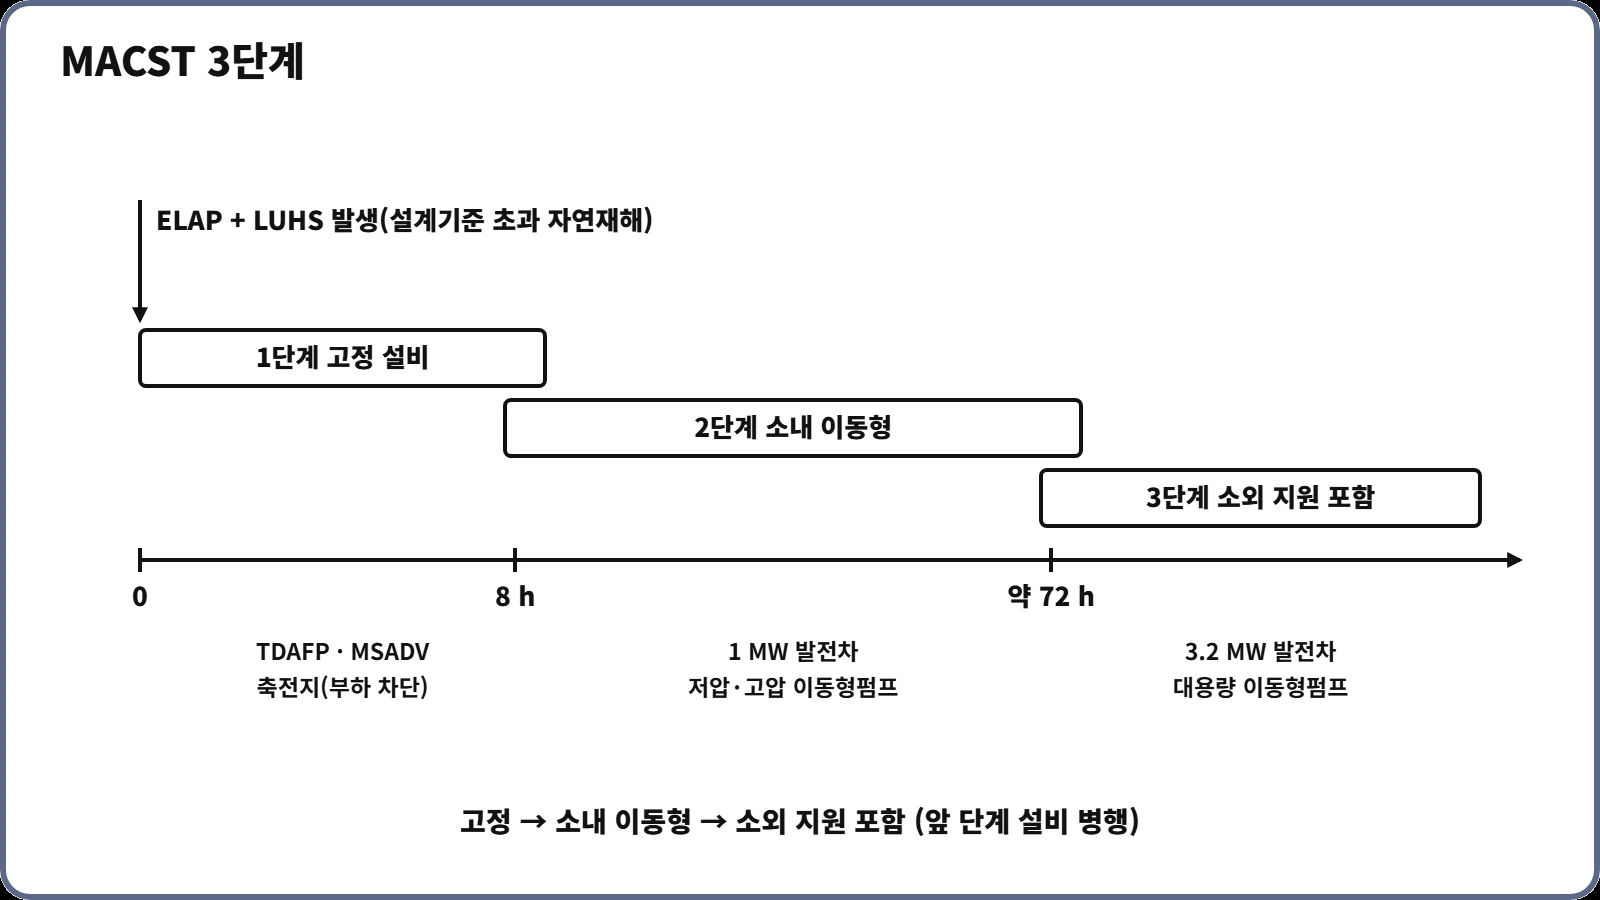 MACST 3단계
ELAP + LUHS 발생(설계기준 초과 자연재해)
1단계 고정 설비
2단계 소내 이동형
3단계 소외 지원 포함
0
8 h
약 72 h
TDAFP · MSADV
축전지(부하 차단)
1 MW 발전차
저압·고압 이동형펌프
3.2 MW 발전차
대용량 이동형펌프
고정 → 소내 이동형 → 소외 지원 포함 (앞 단계 설비 병행)